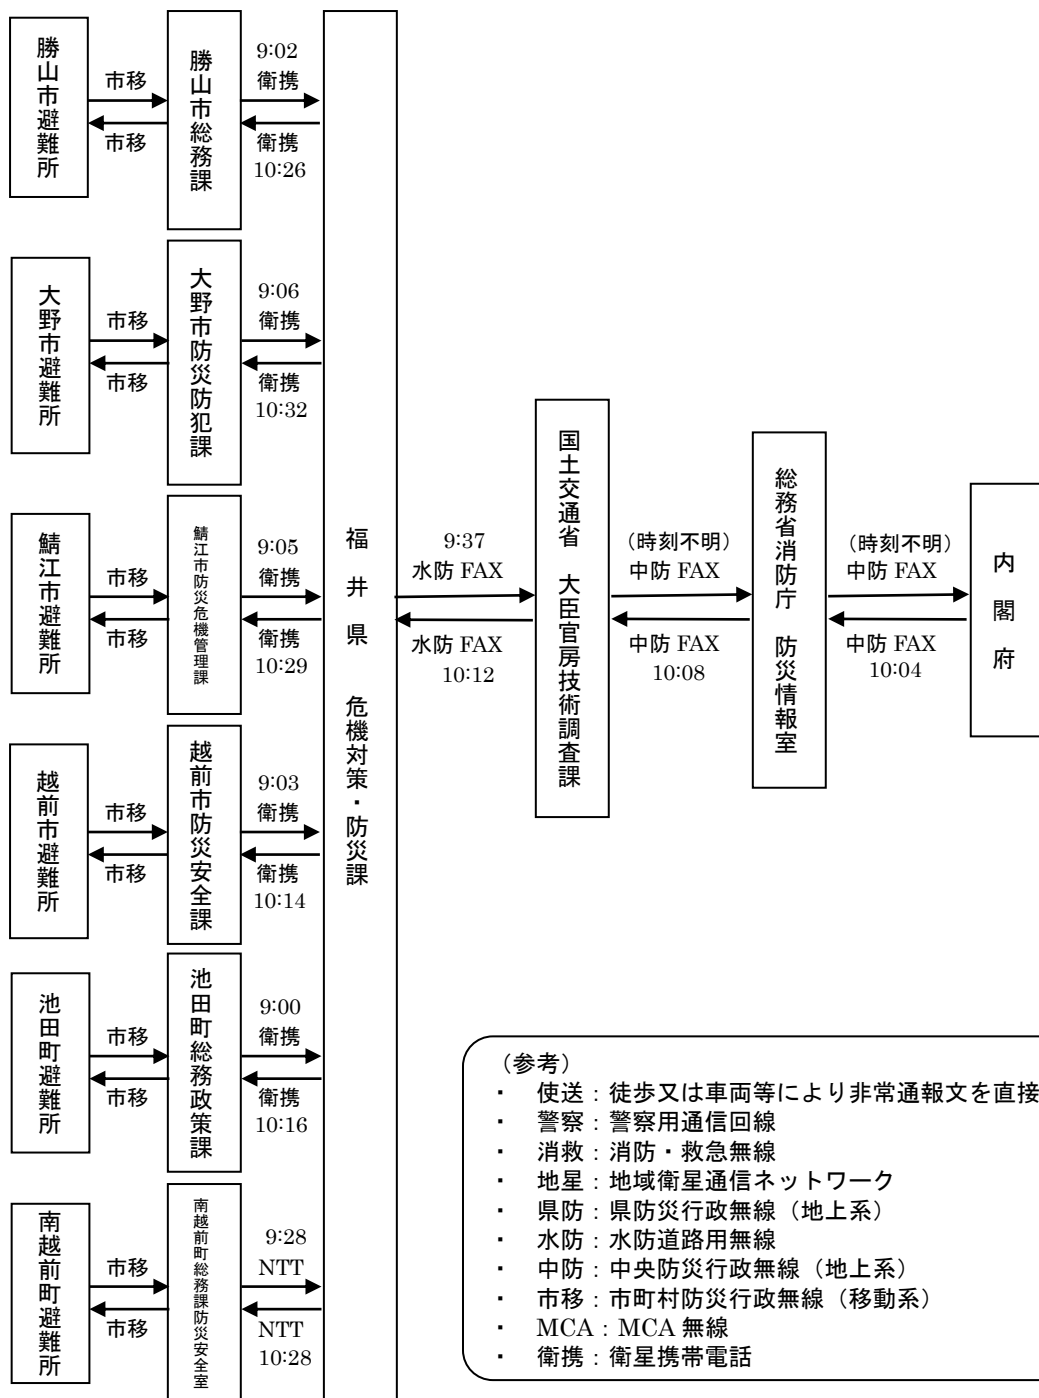 勝山市避難所
市移
市移
勝山市総務課
9:02
衛携
衛携
10:26
大野市避難所
市移
市移
大野市防災防犯課
9:06
衛携
衛携
10:32
鯖江市避難所
市移
市移
鯖江市防災危機管理課
9:05
衛携
衛携
10:29
越前市避難所
市移
市移
越前市防災安全課
9:03
衛携
衛携
10:14
池田町避難所
市移
市移
池田町総務政策課
9:00
衛携
衛携
10:16
南越前町避難所
市移
市移
南越前町総務課防災安全室
9:28
NTT
NTT
10:28
福井県 危機対策・防災課
9:37
水防 FAX
水防 FAX
10:12
国土交通省 大臣官房技術調査課
(時刻不明)
中防 FAX
中防 FAX
10:08
総務省消防庁 防災情報室
(時刻不明)
中防 FAX
中防 FAX
10:04
内閣府
（参考）
・ 使送：徒歩又は車両等により非常通報文を直接
・ 警察：警察用通信回線
・ 消救：消防・救急無線
・ 地星：地域衛星通信ネットワーク
・ 県防：県防災行政無線（地上系）
・ 水防：水防道路用無線
・ 中防：中央防災行政無線（地上系）
・ 市移：市町村防災行政無線（移動系）
・ MCA：MCA 無線
・ 衛携：衛星携帯電話